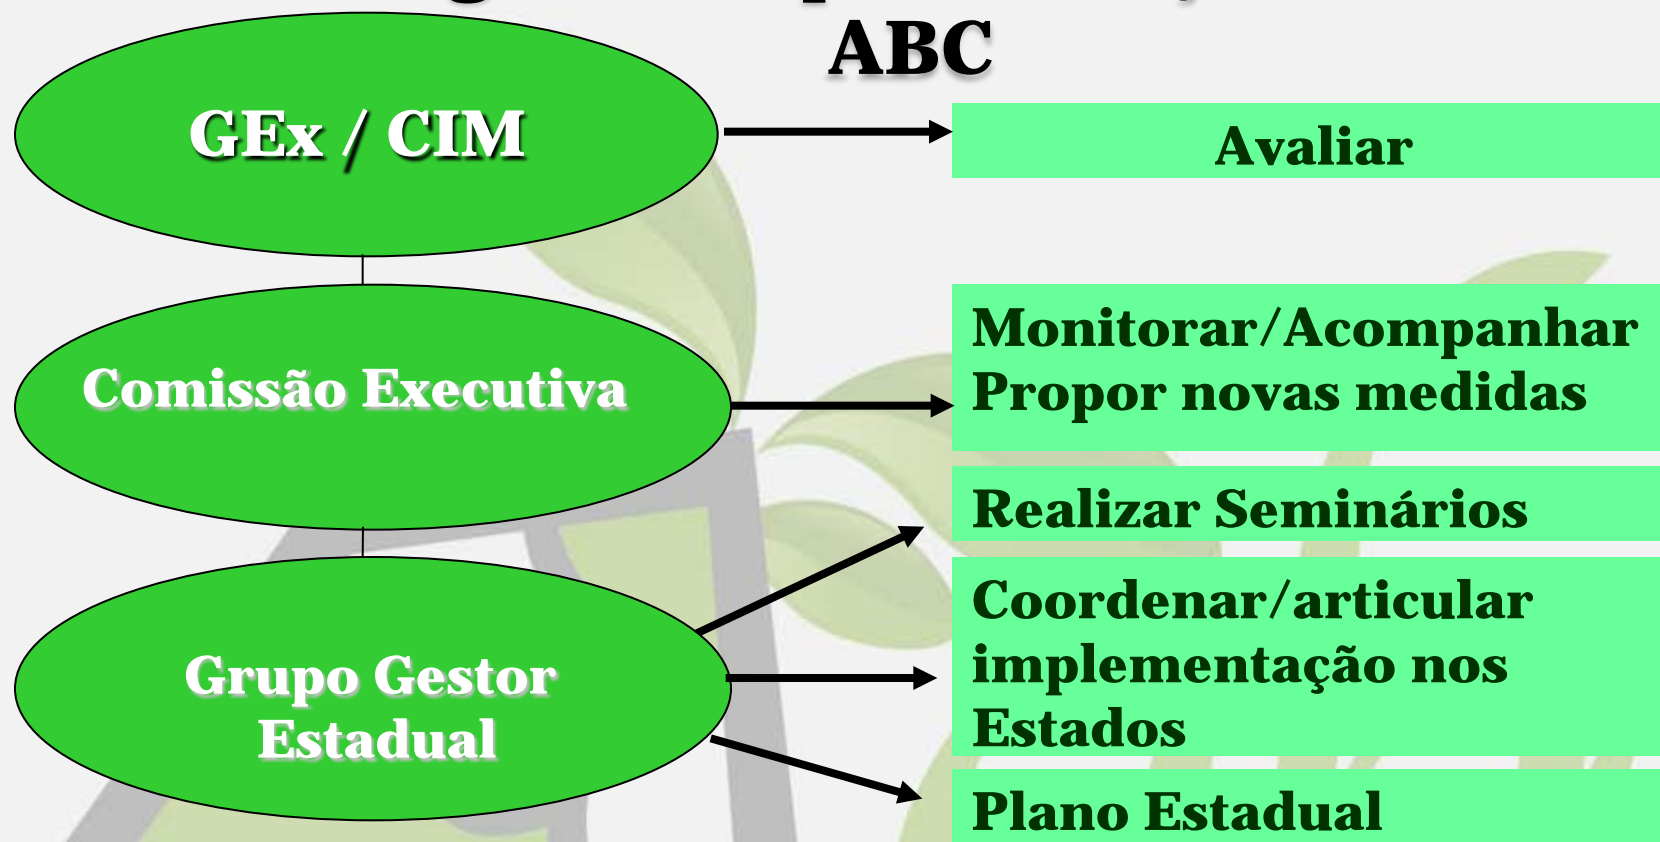 ABC
GEx / CIM
Avaliar
Comissão Executiva
Monitorar/Acompanhar
Propor novas medidas
Realizar Seminários
Grupo Gestor
Estadual
Coordenar/articular
implementação nos
Estados
Plano Estadual